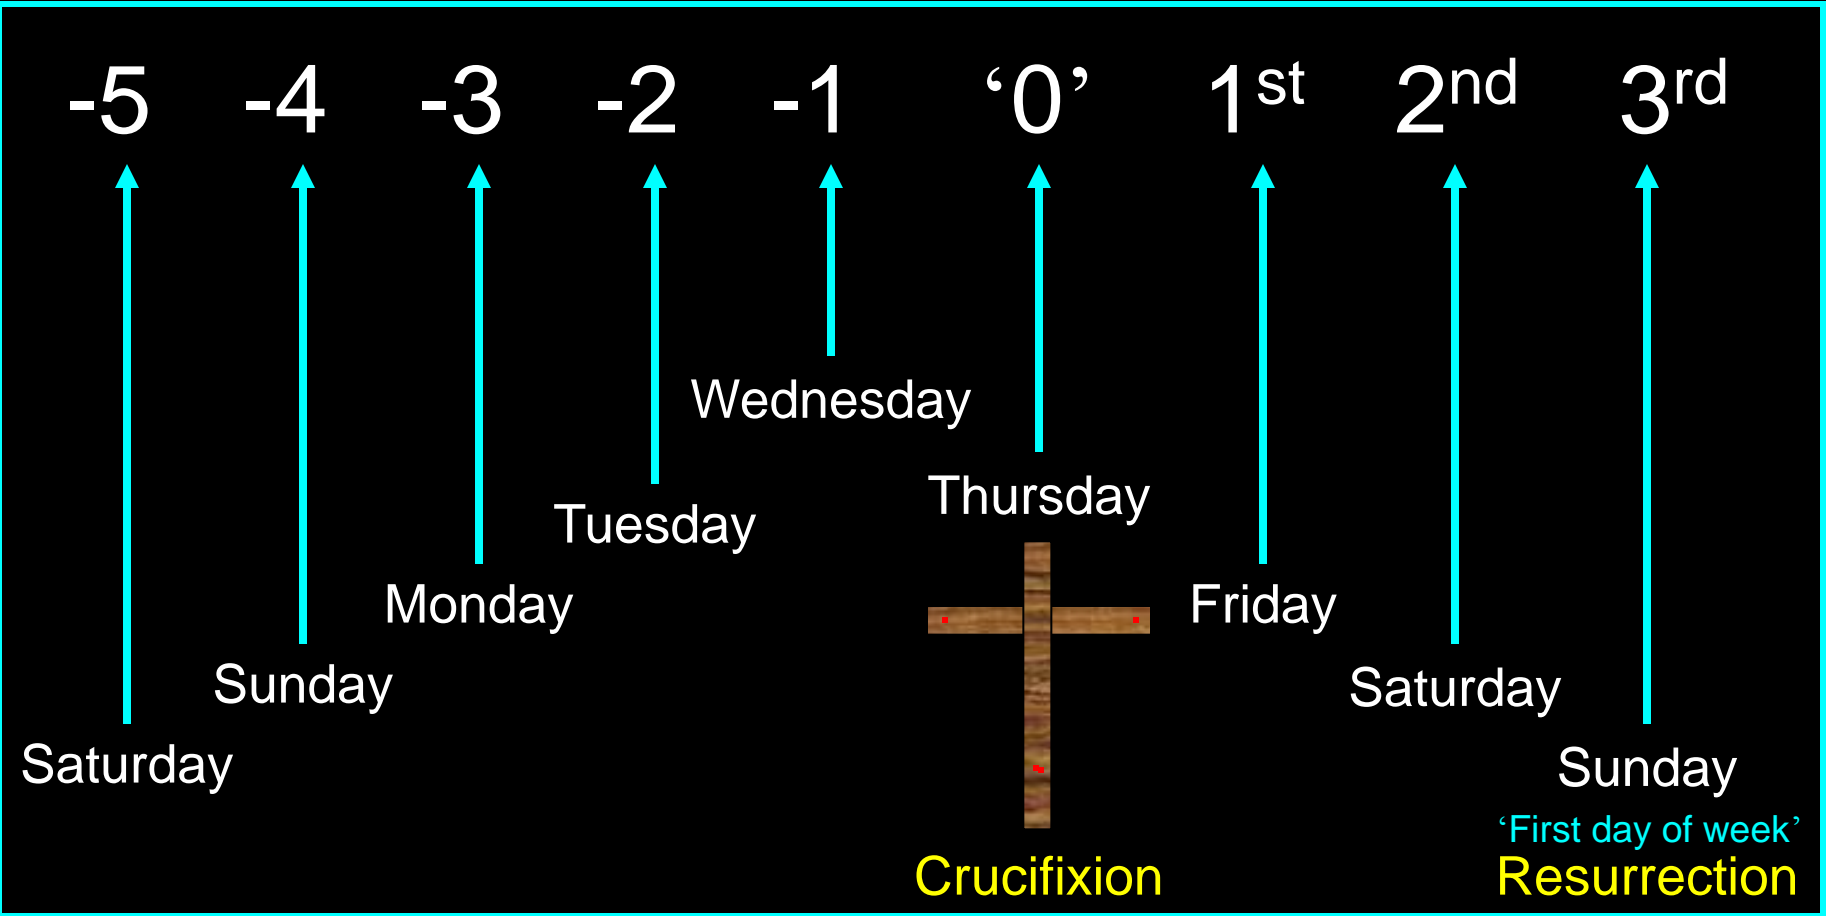 -5 -4 -3 -2 -1 ‘0’ 1st 2nd 3rd
Wednesday
Thursday
Tuesday
Monday
Friday
Sunday
Saturday
Saturday
Sunday
‘First day of week’
Crucifixion
Resurrection